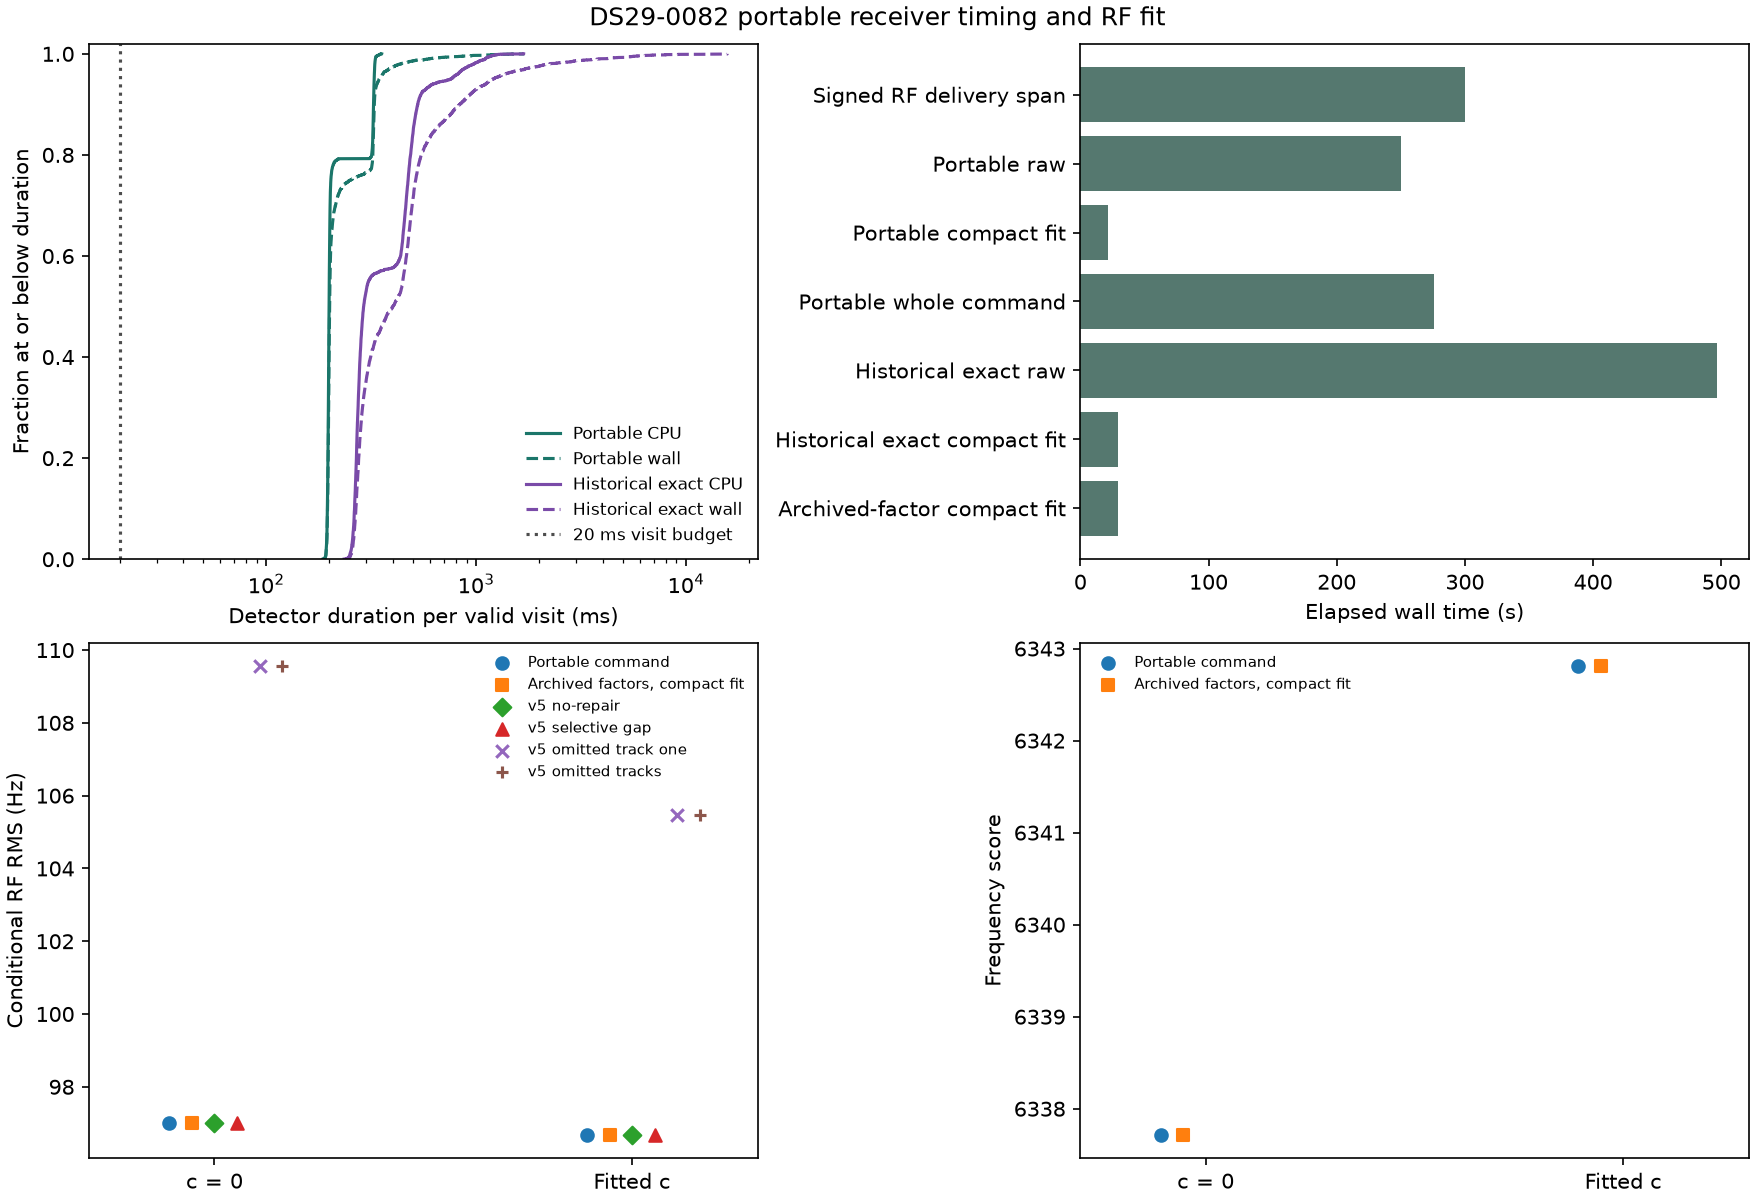 DS29-0082 portable receiver timing and RF fit
Fraction at or below duration
1.0
0.8
0.6
0.4
0.2
0.0
Portable CPU
Portable wall
Historical exact CPU
Historical exact wall
20 ms visit budget
10² 10³ 10⁴
Detector duration per valid visit (ms)
Signed RF delivery span
Portable raw
Portable compact fit
Portable whole command
Historical exact raw
Historical exact compact fit
Archived-factor compact fit
0 100 200 300 400 500
Elapsed wall time (s)
Conditional RF RMS (Hz)
110
108
106
104
102
100
98
Portable command
Archived factors, compact fit
v5 no-repair
v5 selective gap
v5 omitted track one
v5 omitted tracks
c = 0 Fitted c
Frequency score
6343
6342
6341
6340
6339
6338
Portable command
Archived factors, compact fit
c = 0 Fitted c